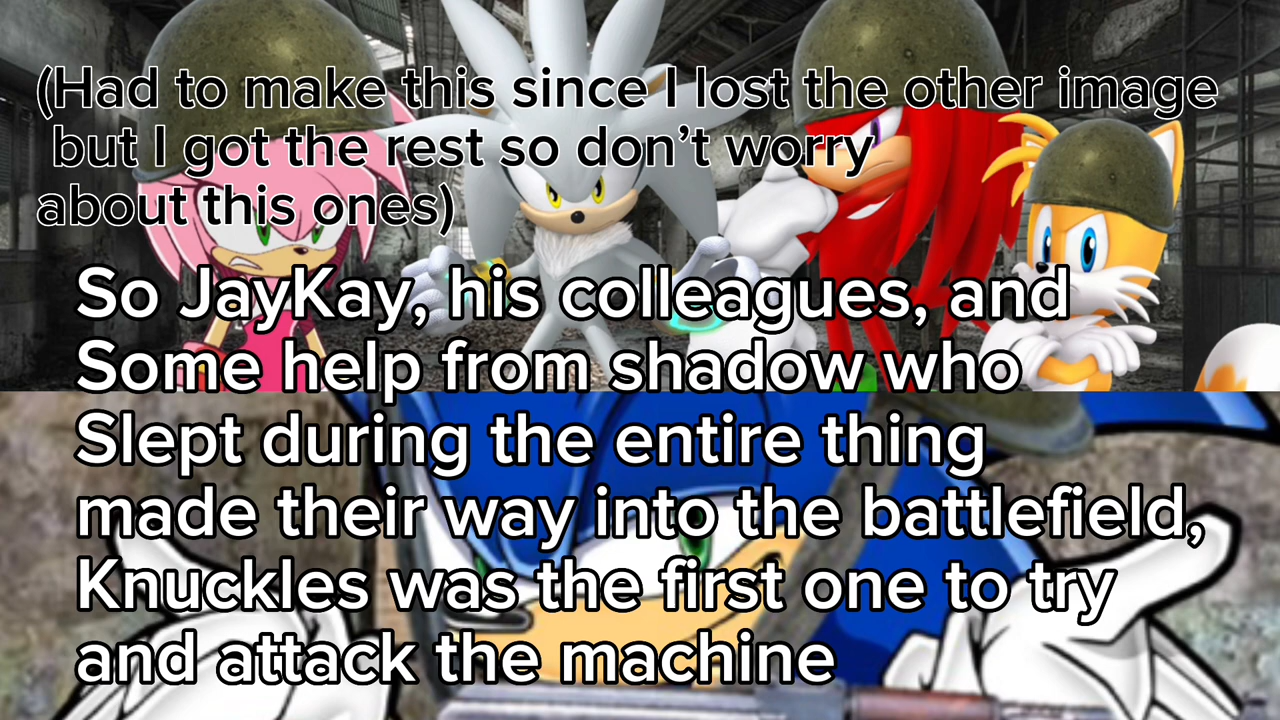 (Had to make this since I lost the other image
but I got the rest so don't worry
about this ones)
So JayKay, his colleagues, and
Some help from shadow who
Slept during the entire thing
made their way into the battlefield,
Knuckles was the first one to try
and attack the machine